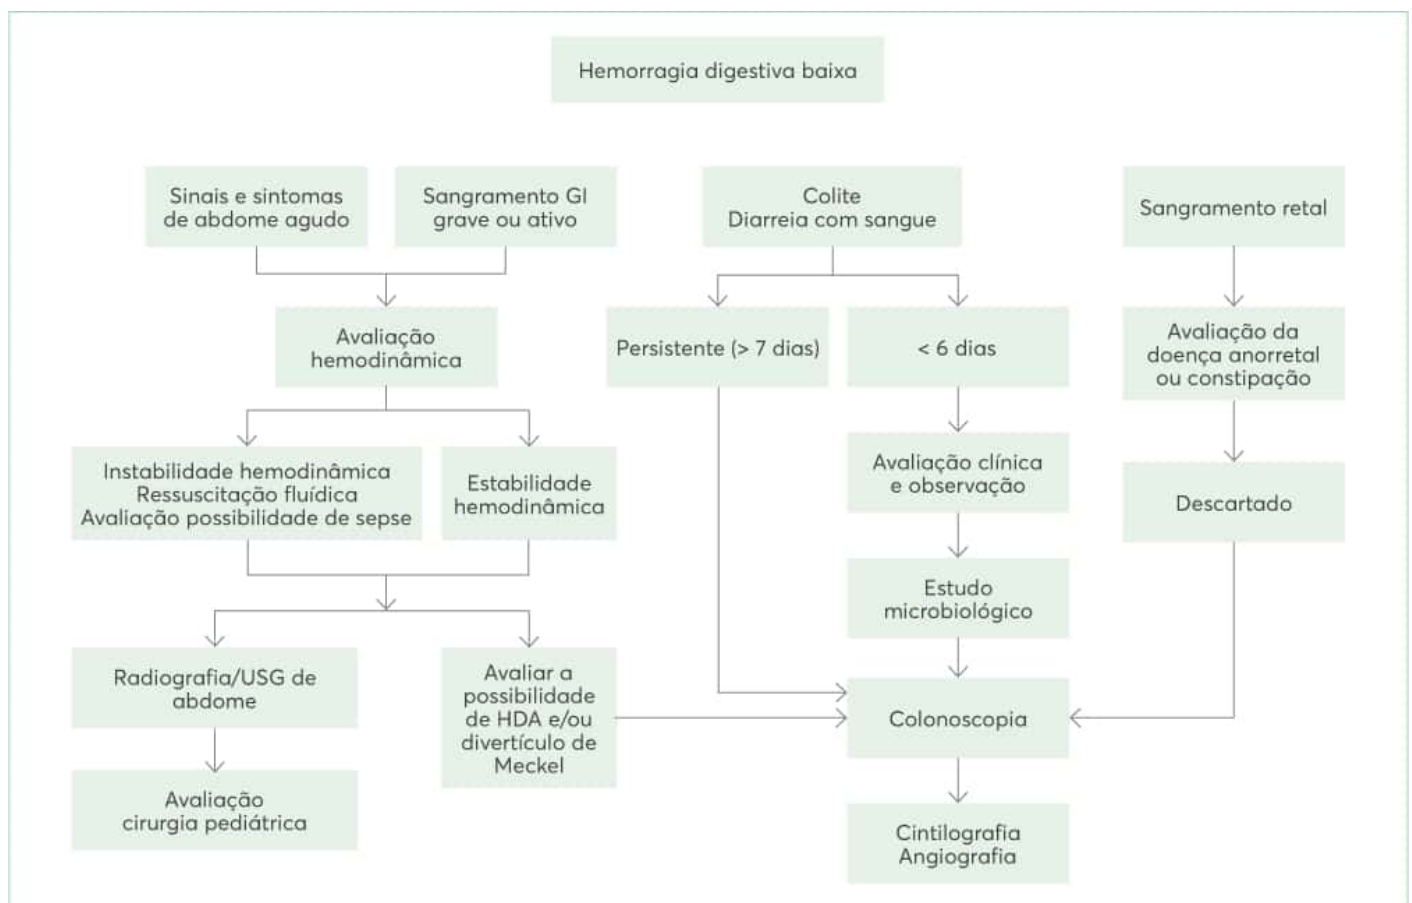 Hemorragia digestiva baixa
Sinais e sintomas
de abdome agudo
Sangramento GI
grave ou ativo
Colite
Diarreia com sangue
Sangramento retal
Avaliação
hemodinâmica
Persistente (> 7 dias)
< 6 dias
Avaliação da
doença anorretal
ou constipação
Instabilidade hemodinâmica
Ressuscitação fluídica
Avaliação possibilidade de sepse
Estabilidade
hemodinâmica
Avaliação clínica
e observação
Descartado
Estudo
microbiológico
Radiografia/USG de
abdome
Avaliar a
possibilidade
de HDA e/ou
divertículo de
Meckel
Colonoscopia
Avaliação
cirurgia pediátrica
Cintilografia
Angiografia